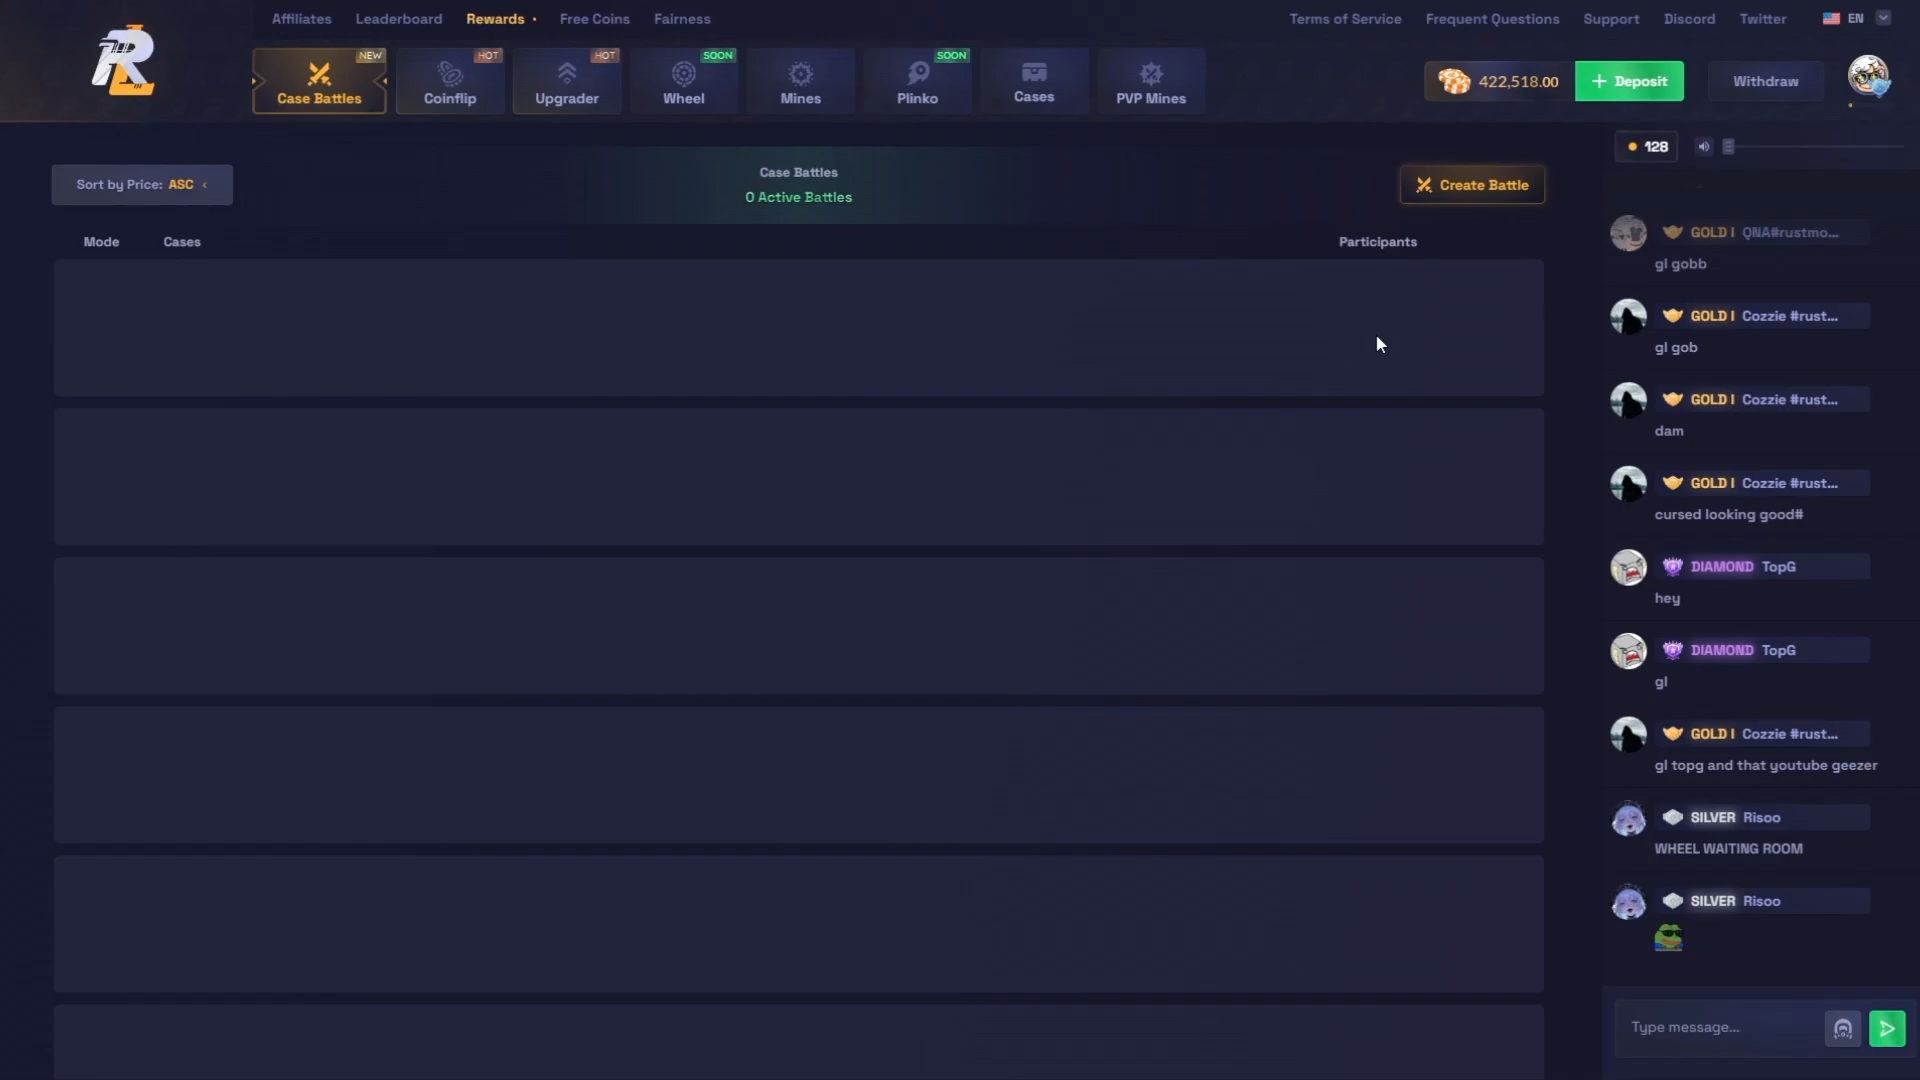 Affiliates Leaderboard Rewards Free Coins Fairness
Terms of Service Frequent Questions Support Discord Twitter EN
NEW
Case Battles
HOT
Coinflip
HOT
Upgrader
SOON
Wheel
Mines
SOON
Plinko
Cases
PVP Mines
422,518.00
+ Deposit
Withdraw
128
Sort by Price: ASC
Case Battles
0 Active Battles
Create Battle
Mode Cases Participants
GOLD I QNA#rustmo...
gl gobb
GOLD I Cozzie #rust...
gl gob
GOLD I Cozzie #rust...
dam
GOLD I Cozzie #rust...
cursed looking good#
DIAMOND TopG
hey
DIAMOND TopG
gl
GOLD I Cozzie #rust...
gl topg and that youtube geezer
SILVER Risoo
WHEEL WAITING ROOM
SILVER Risoo
Type message...